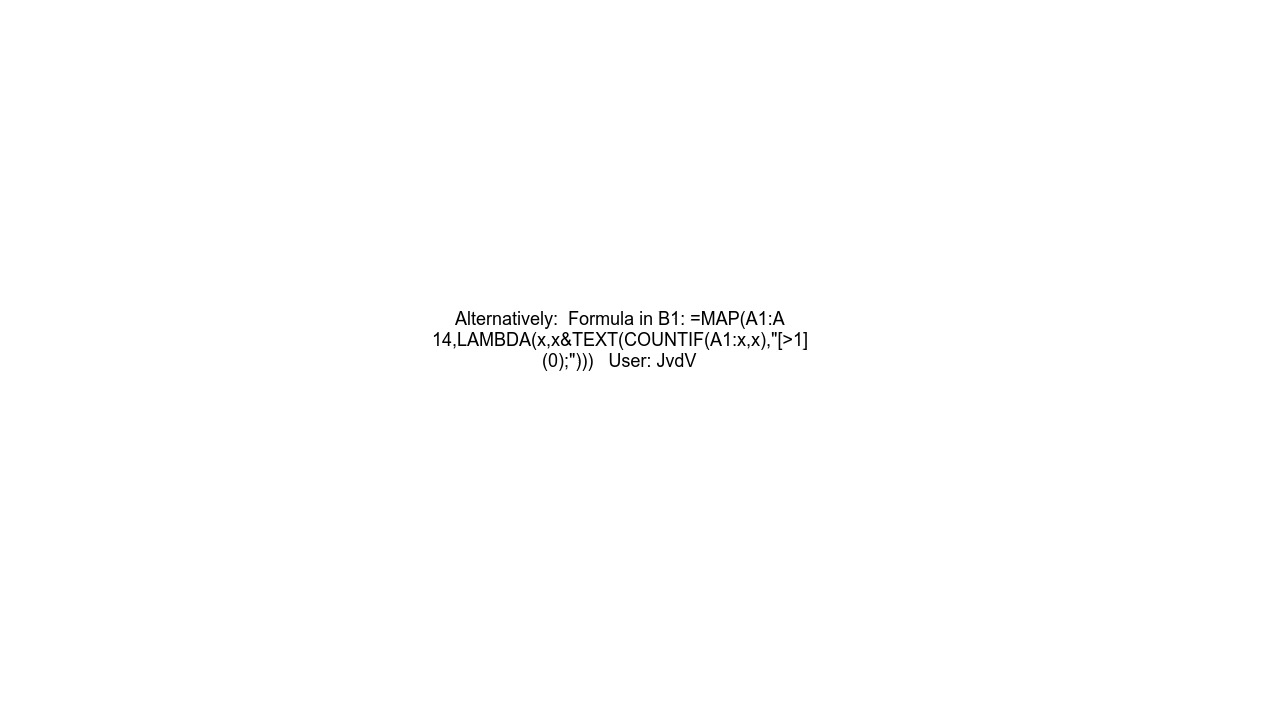 Alternatively:  Formula in B1: =MAP(A1:A
14,LAMBDA(x,x&TEXT(COUNTIF(A1:x,x),"[>1]
(0);")))   User: JvdV